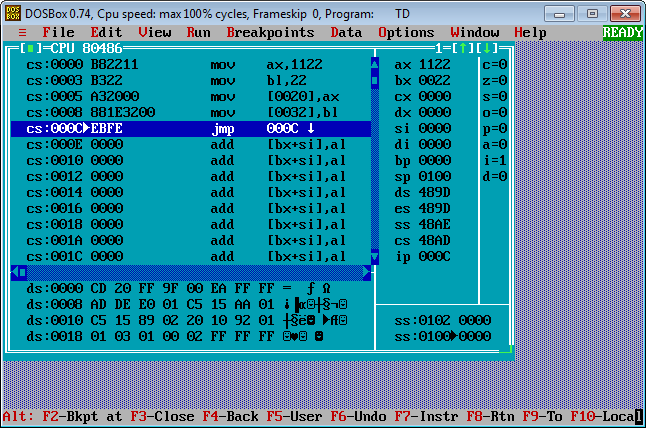 DOSBox 0.74, Cpu speed: max 100% cycles, Frameskip 0, Program: TD
≡ File Edit View Run Breakpoints Data Options Window Help READY
[■]=CPU 80486 1=[↑][↓]
cs:0000 B82211 mov ax,1122 ax 1122 c=0
cs:0003 B322 mov bl,22 bx 0022 z=0
cs:0005 A32000 mov [0020],ax cx 0000 s=0
cs:0008 881E3200 mov [0032],bl dx 0000 o=0
cs:000C►EBFE jmp 000C ↓ si 0000 p=0
cs:000E 0000 add [bx+si],al di 0000 a=0
cs:0010 0000 add [bx+si],al bp 0000 i=1
cs:0012 0000 add [bx+si],al sp 0100 d=0
cs:0014 0000 add [bx+si],al ds 489D
cs:0016 0000 add [bx+si],al es 489D
cs:0018 0000 add [bx+si],al ss 48AE
cs:001A 0000 add [bx+si],al cs 48AD
cs:001C 0000 add [bx+si],al ip 000C
ds:0000 CD 20 FF 9F 00 EA FF FF = ƒ Ω
ds:0008 AD DE E0 01 C5 15 AA 01 ¡▐α☺┼§¬☺
ds:0010 C5 15 89 02 20 10 92 01 ┼§ë☻ ►Æ☺ ss:0102 0000
ds:0018 01 03 01 00 02 FF FF FF ☺♥☺ ☻ ss:0100►0000
Alt: F2-Bkpt at F3-Close F4-Back F5-User F6-Undo F7-Instr F8-Rtn F9-To F10-Local